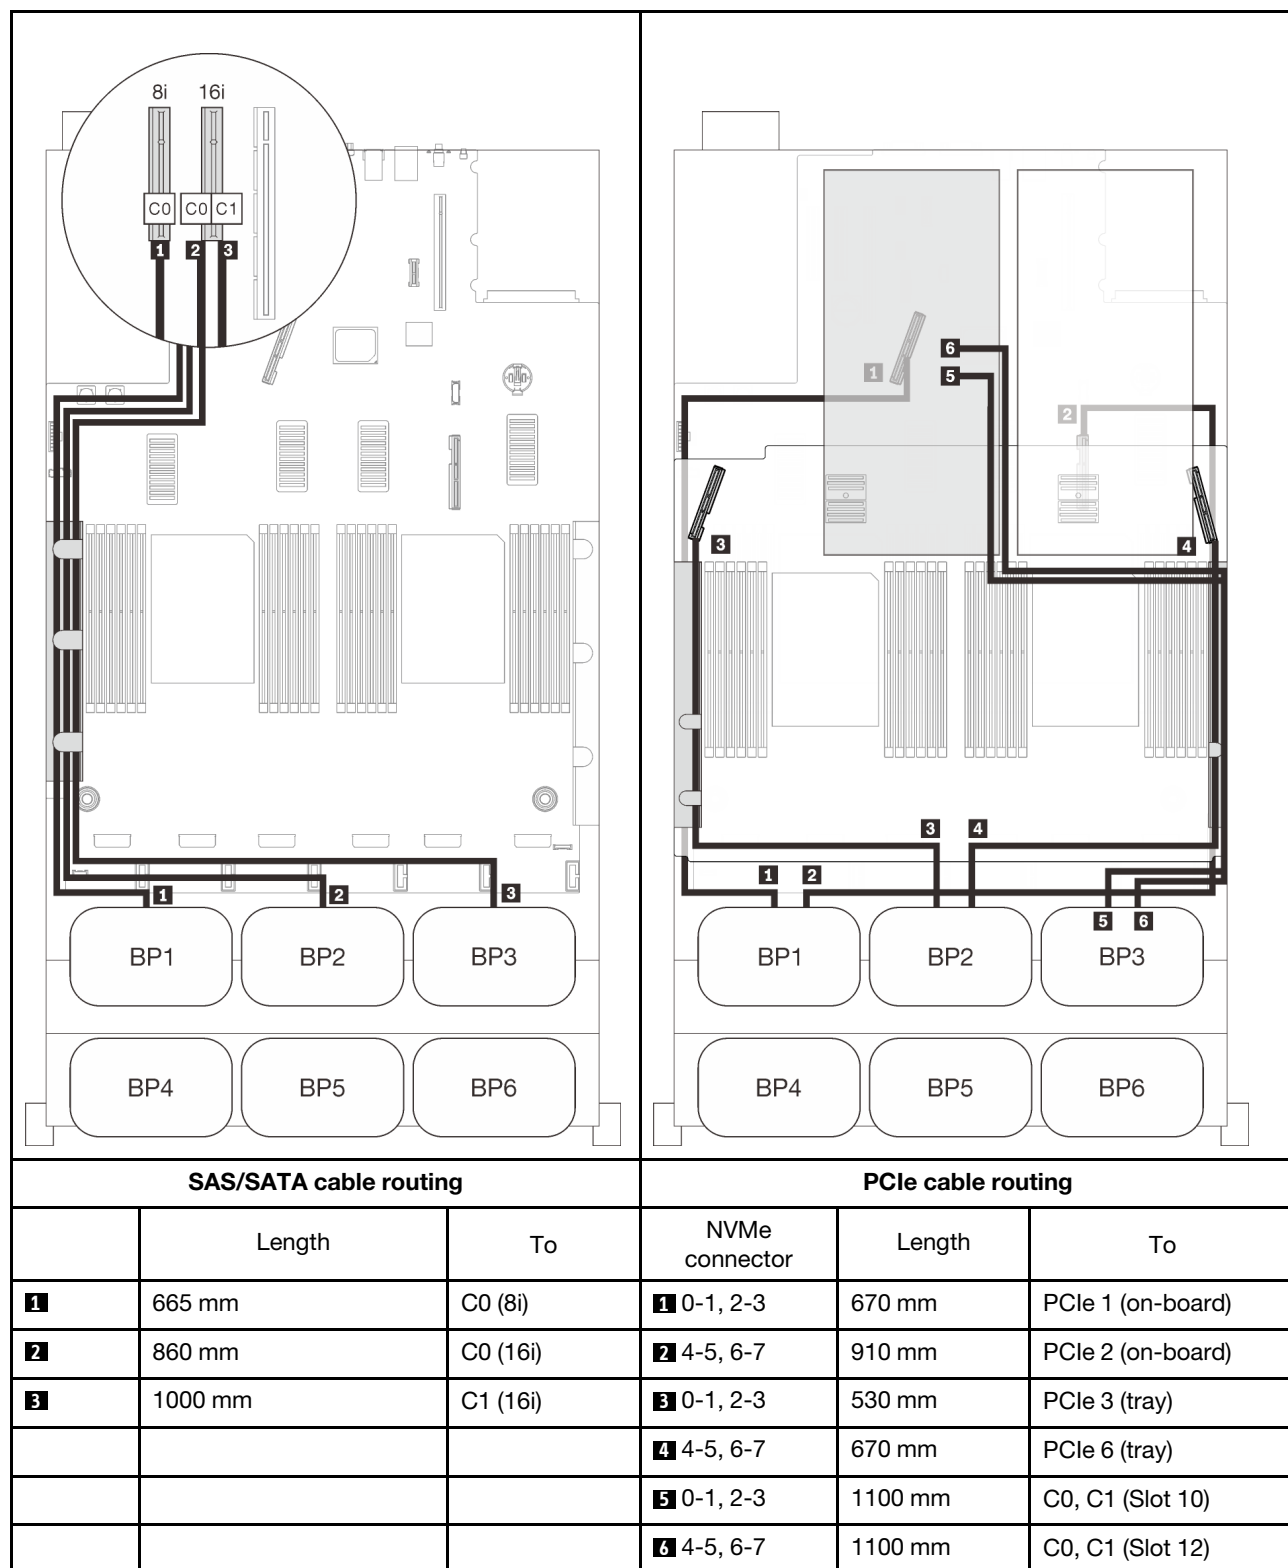 8i 16i
C0 C0 C1
1 2 3
1 2 3
BP1 BP2 BP3
BP4 BP5 BP6
6
1 5
2
3 4
3 4
1 2
5 6
BP1 BP2 BP3
BP4 BP5 BP6
SAS/SATA cable routing PCIe cable routing
Length To NVMe connector Length To
1 665 mm C0 (8i) 1 0-1, 2-3 670 mm PCIe 1 (on-board)
2 860 mm C0 (16i) 2 4-5, 6-7 910 mm PCIe 2 (on-board)
3 1000 mm C1 (16i) 3 0-1, 2-3 530 mm PCIe 3 (tray)
4 4-5, 6-7 670 mm PCIe 6 (tray)
5 0-1, 2-3 1100 mm C0, C1 (Slot 10)
6 4-5, 6-7 1100 mm C0, C1 (Slot 12)